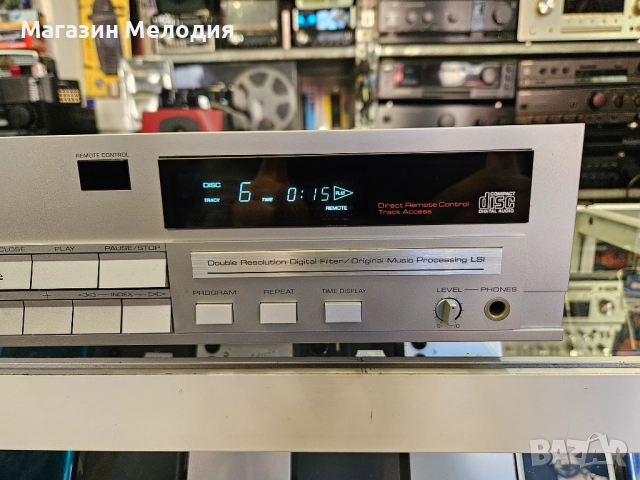 Магазин Мелодия
REMOTE CONTROL
DISC
TRACK 6 TIME 0:15 PLAY
REMOTE
Direct Remote Control
Track Access
COMPACT
disc
DIGITAL AUDIO
Double Resolution Digital Filter/Original Music Processing LSI
CLOSE PLAY PAUSE/STOP
+ ◁◁ – INDEX – ▷▷
PROGRAM REPEAT TIME DISPLAY
LEVEL PHONES
0 10
BAZAR